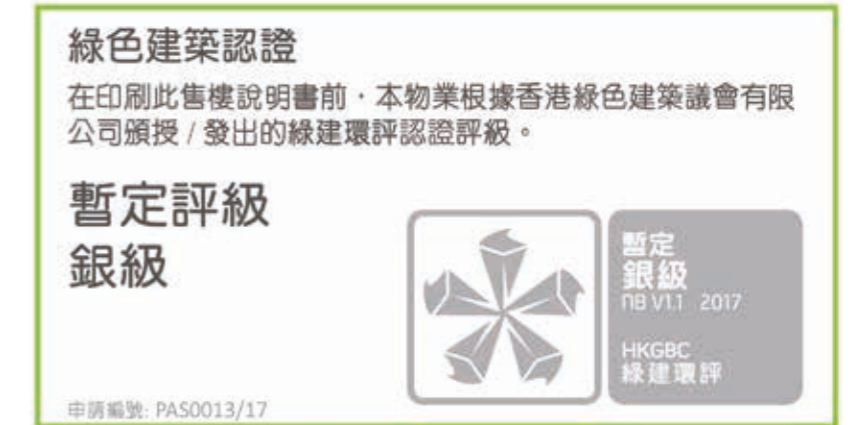 綠色建築認證
在印刷此售樓說明書前，本物業根據香港綠色建築議會有限
公司頒授 / 發出的綠建環評認證評級。
暫定評級
銀級
暫定
銀級
NB V1.1 2017
HKGBC
綠建環評
申請編號: PAS0013/17